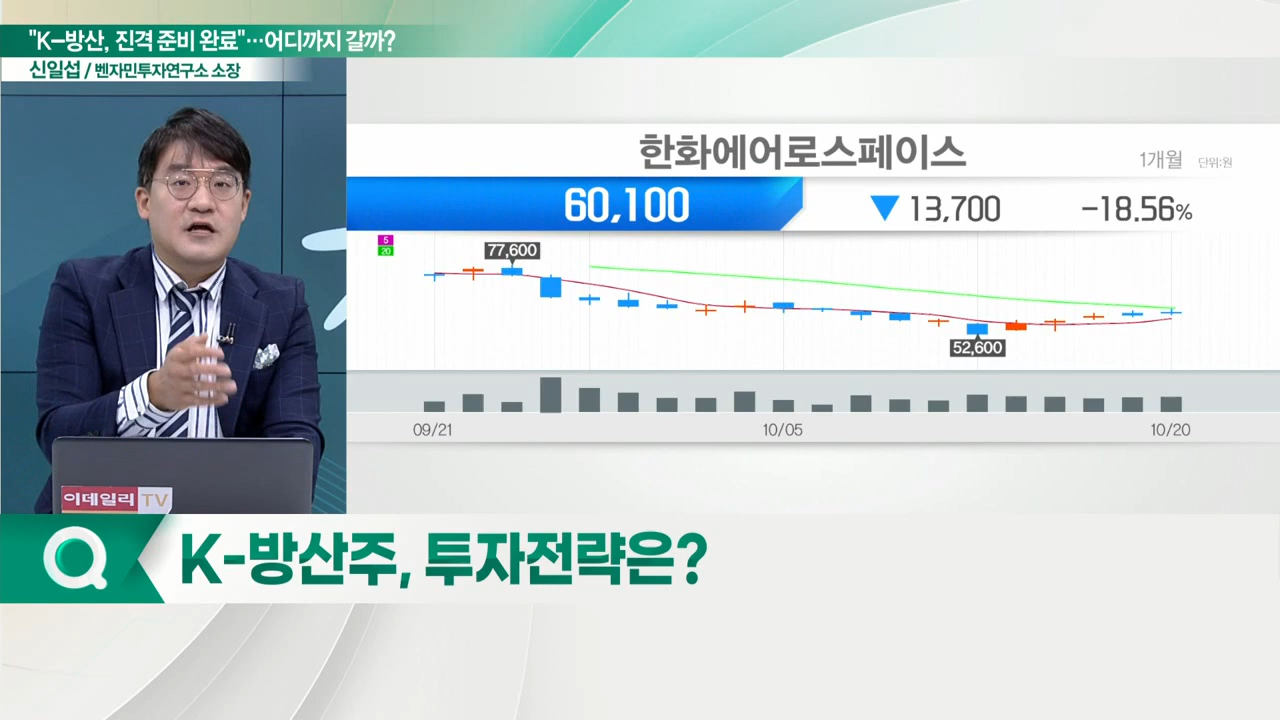 "K-방산, 진격 준비 완료"…어디까지 갈까?
신일섭 / 벤자민투자연구소 소장
한화에어로스페이스
1개월 단위:원
60,100 ▼ 13,700 -18.56%
5
20
77,600
52,600
09/21 10/05 10/20
이데일리 TV
K-방산주, 투자전략은?